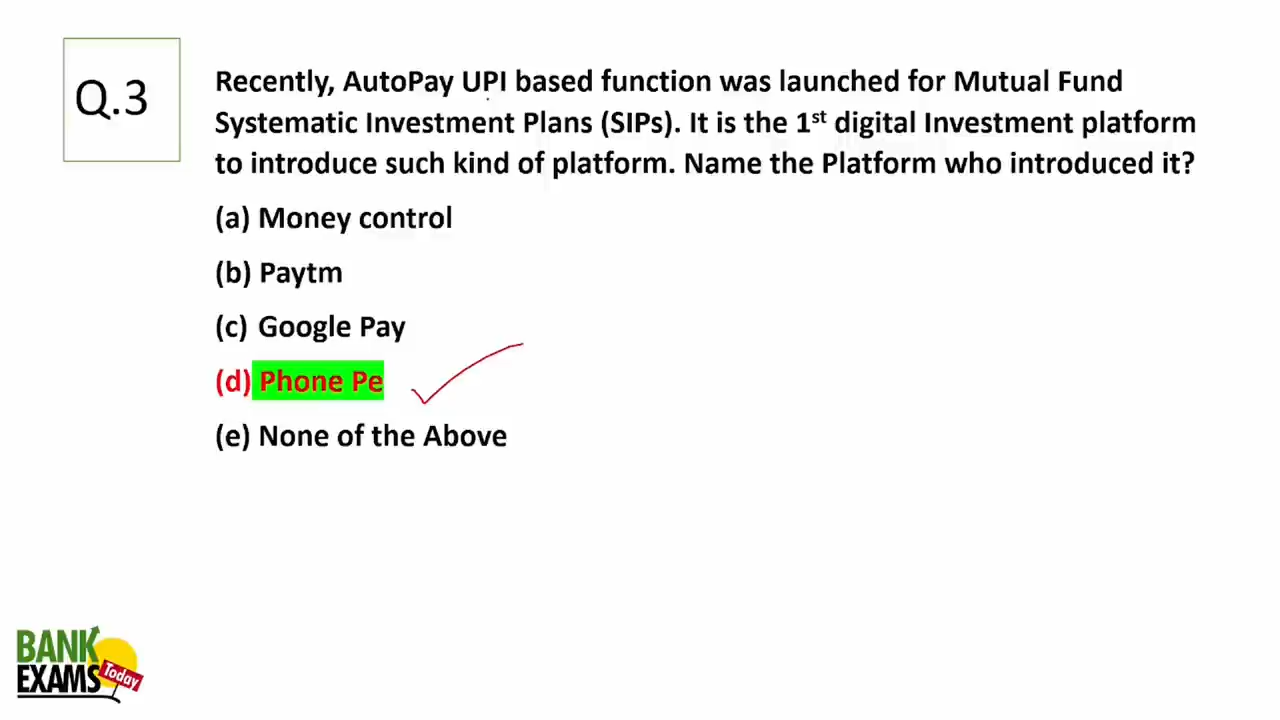 Q.3
Recently, AutoPay UPI based function was launched for Mutual Fund
Systematic Investment Plans (SIPs). It is the 1st digital Investment platform
to introduce such kind of platform. Name the Platform who introduced it?
(a) Money control
(b) Paytm
(c) Google Pay
(d) Phone Pe
(e) None of the Above
BANK
EXAMS Today